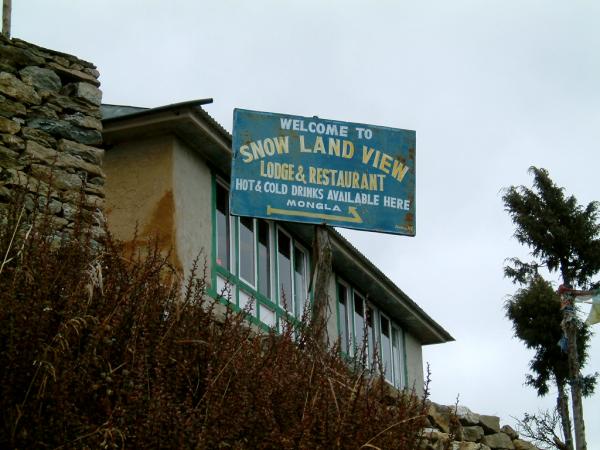 WELCOME TO
SNOW LAND VIEW
LODGE & RESTAURANT
HOT & COLD DRINKS AVAILABLE HERE
MONGLA